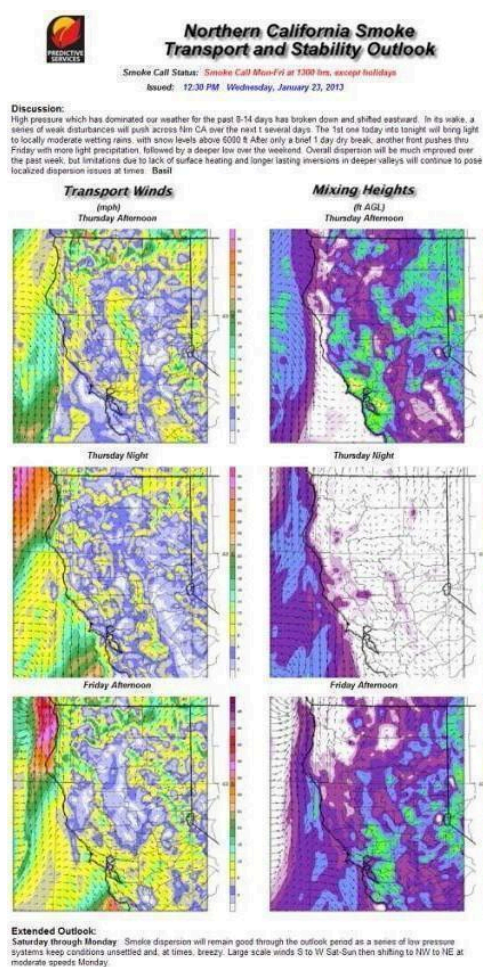 PREDICTIVE
SERVICES
Northern California Smoke
Transport and Stability Outlook
Smoke Call Status: Smoke Call Mon-Fri at 1300 hrs, except holidays
Issued: 12:30 PM Wednesday, January 23, 2013
Discussion:
High pressure which has dominated our weather for the past 8-14 days has broken down and shifted eastward. In its wake, a
series of weak disturbances will push across Nrn CA over the next t several days. The 1st one today into tonight will bring light
to locally moderate wetting rains, with snow levels above 6000 ft After only a brief 1 day dry break, another front pushes thru
Friday with more light precipitation, followed by a deeper low over the weekend. Overall dispersion will be much improved over
the past week, but limitations due to lack of surface heating and longer lasting inversions in deeper valleys will continue to pose
localized dispersion issues at times. Basil
Transport Winds
(mph)
Thursday Afternoon
Mixing Heights
(ft AGL)
Thursday Afternoon
Thursday Night
Thursday Night
Friday Afternoon
Friday Afternoon
Extended Outlook:
Saturday through Monday Smoke dispersion will remain good through the outlook period as a series of low pressure
systems keep conditions unsettled and, at times, breezy. Large scale winds S to W Sat-Sun then shifting to NW to NE at
moderate speeds Monday.